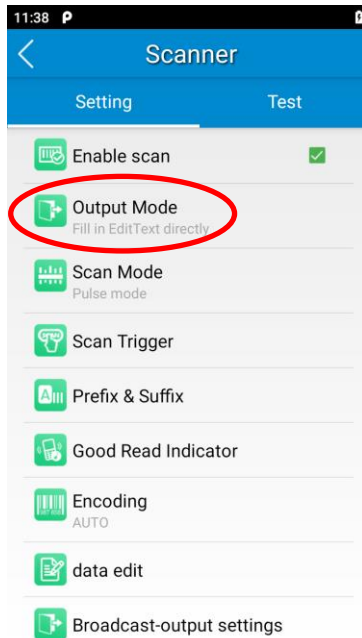 11:38 P
Scanner
Setting
Test
Enable scan
Output Mode
Fill in EditText directly
Scan Mode
Pulse mode
Scan Trigger
Prefix & Suffix
Good Read Indicator
Encoding
AUTO
data edit
Broadcast-output settings